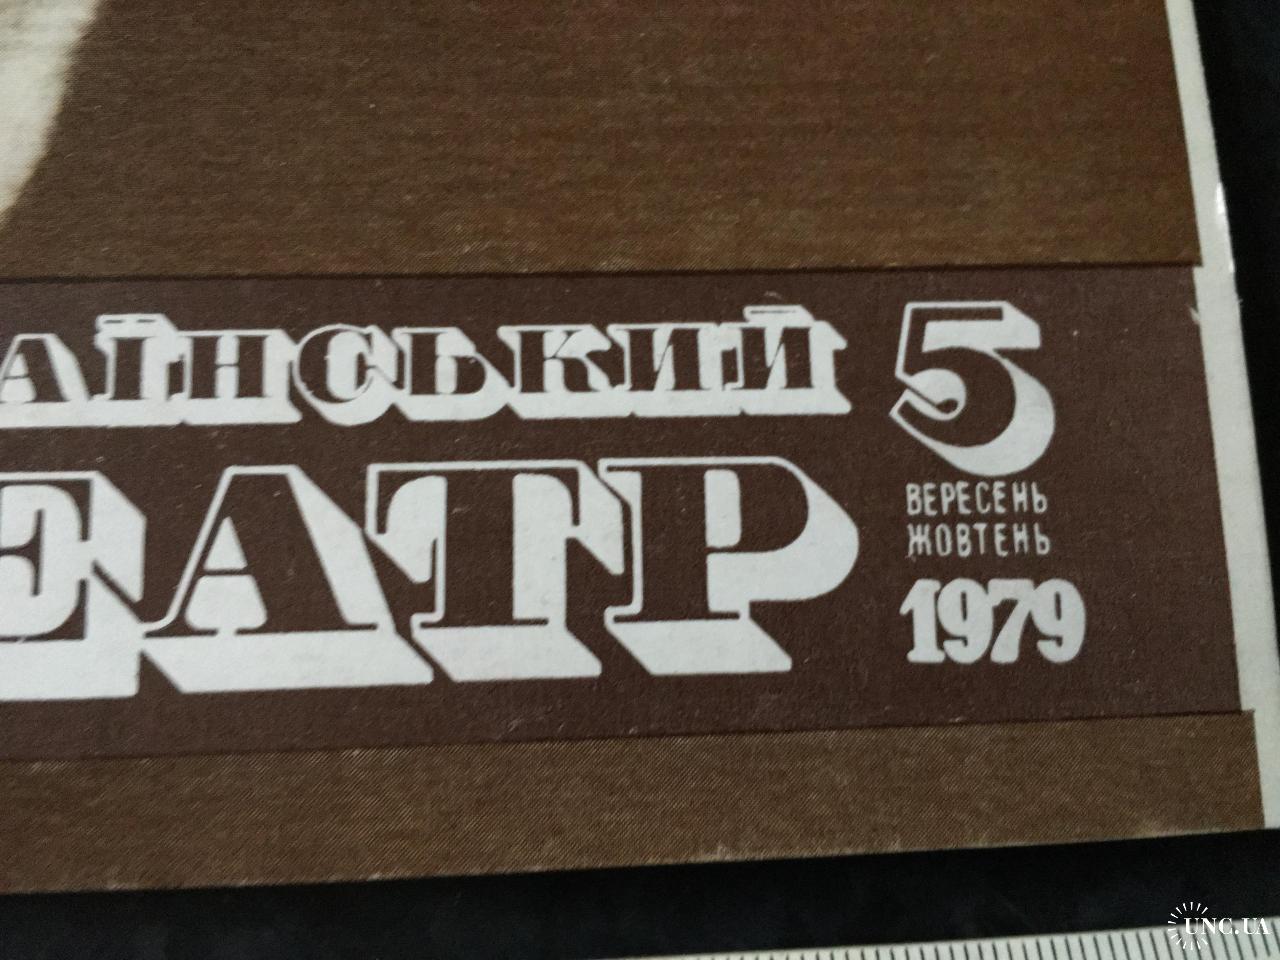 АЇНСЬКИЙ
ЕАТР
5
ВЕРЕСЕНЬ
ЖОВТЕНЬ
1979
UNC.UA